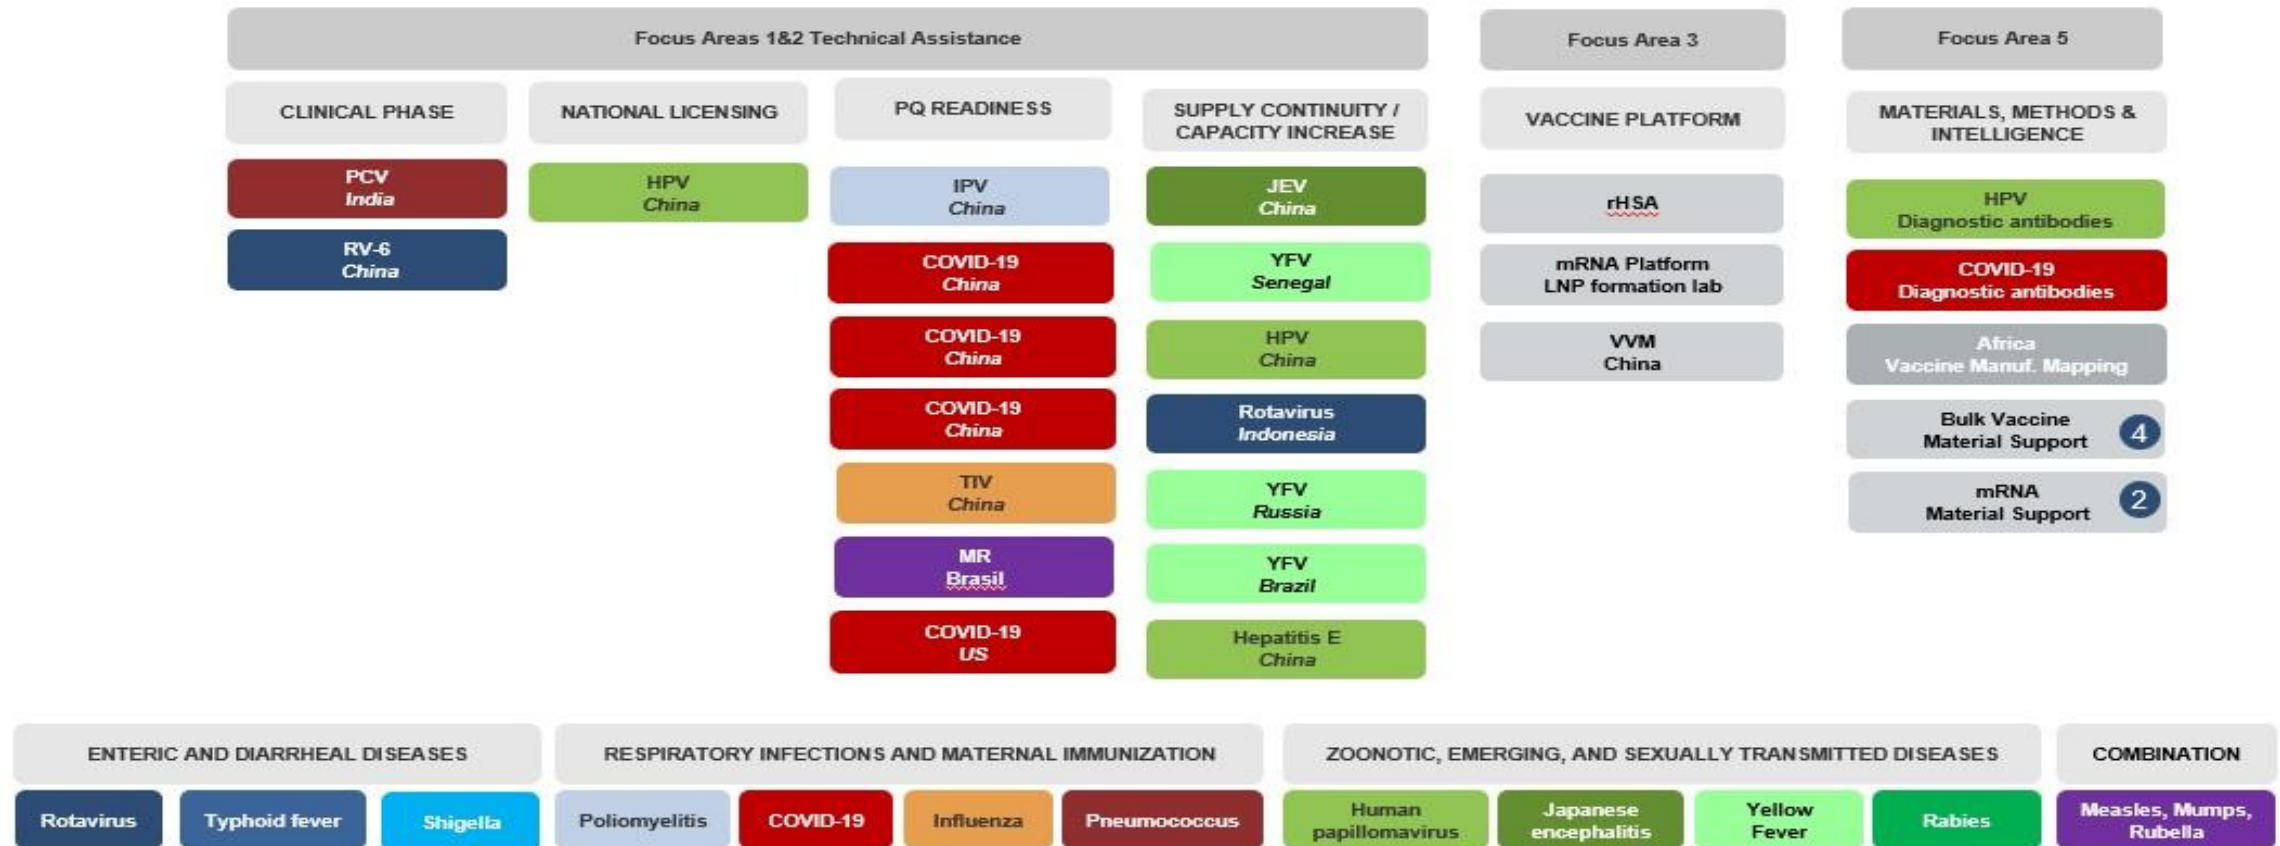 Focus Areas 1&2 Technical Assistance
Focus Area 3
Focus Area 5
CLINICAL PHASE
NATIONAL LICENSING
PQ READINESS
SUPPLY CONTINUITY /
CAPACITY INCREASE
VACCINE PLATFORM
MATERIALS, METHODS &
INTELLIGENCE
PCV
India
RV-6
China
HPV
China
IPV
China
COVID-19
China
COVID-19
China
COVID-19
China
TIV
China
MR
Brasil
COVID-19
US
JEV
China
YFV
Senegal
HPV
China
Rotavirus
Indonesia
YFV
Russia
YFV
Brazil
Hepatitis E
China
rHSA
mRNA Platform
LNP formation lab
VVM
China
HPV
Diagnostic antibodies
COVID-19
Diagnostic antibodies
Africa
Vaccine Manuf. Mapping
Bulk Vaccine
Material Support
4
mRNA
Material Support
2
ENTERIC AND DIARRHEAL DISEASES
RESPIRATORY INFECTIONS AND MATERNAL IMMUNIZATION
ZOONOTIC, EMERGING, AND SEXUALLY TRANSMITTED DISEASES
COMBINATION
Rotavirus
Typhoid fever
Shigella
Poliomyelitis
COVID-19
Influenza
Pneumococcus
Human
papillomavirus
Japanese
encephalitis
Yellow
Fever
Rabies
Measles, Mumps,
Rubella